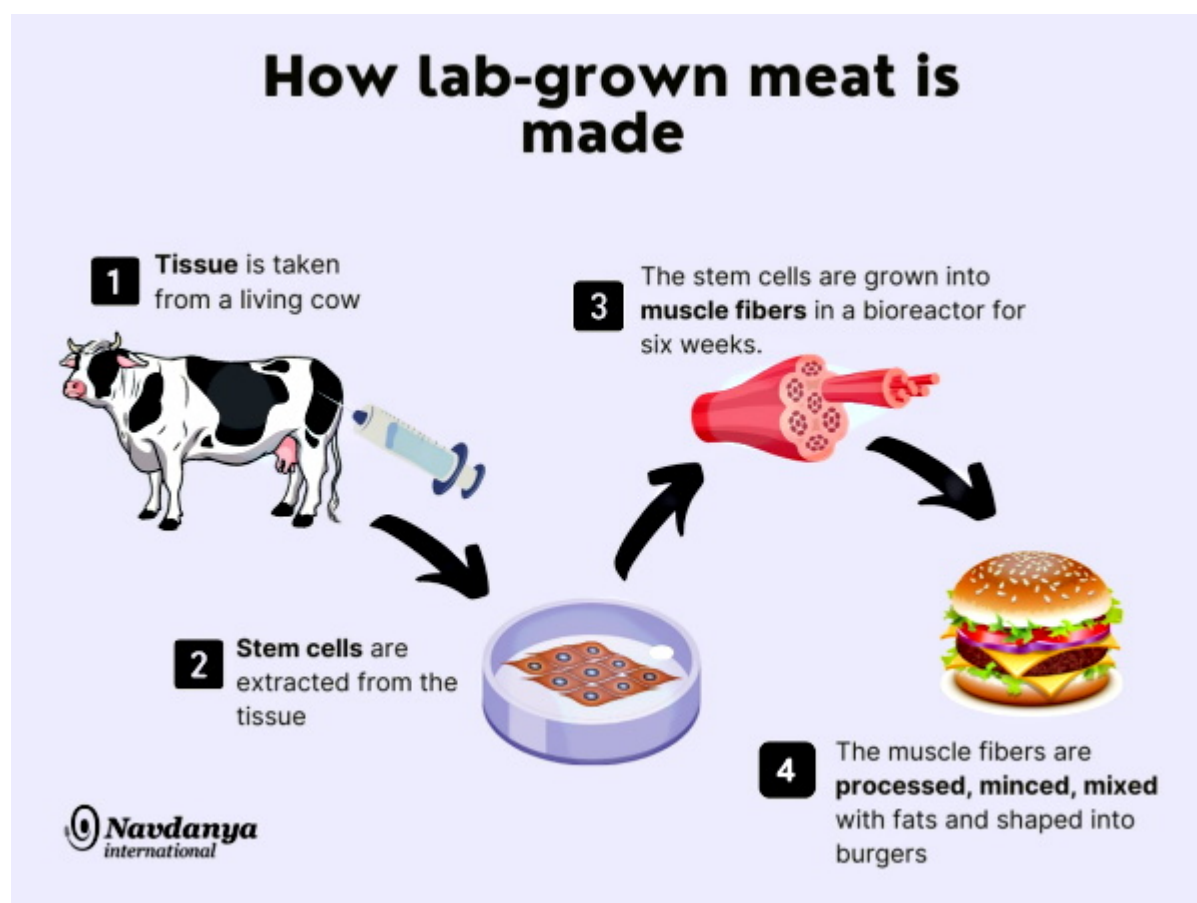 How lab-grown meat is
made
1
Tissue is taken
from a living cow
2
Stem cells are
extracted from the
tissue
3
The stem cells are grown into
muscle fibers in a bioreactor for
six weeks.
4
The muscle fibers are
processed, minced, mixed
with fats and shaped into
burgers
Navdanya
international